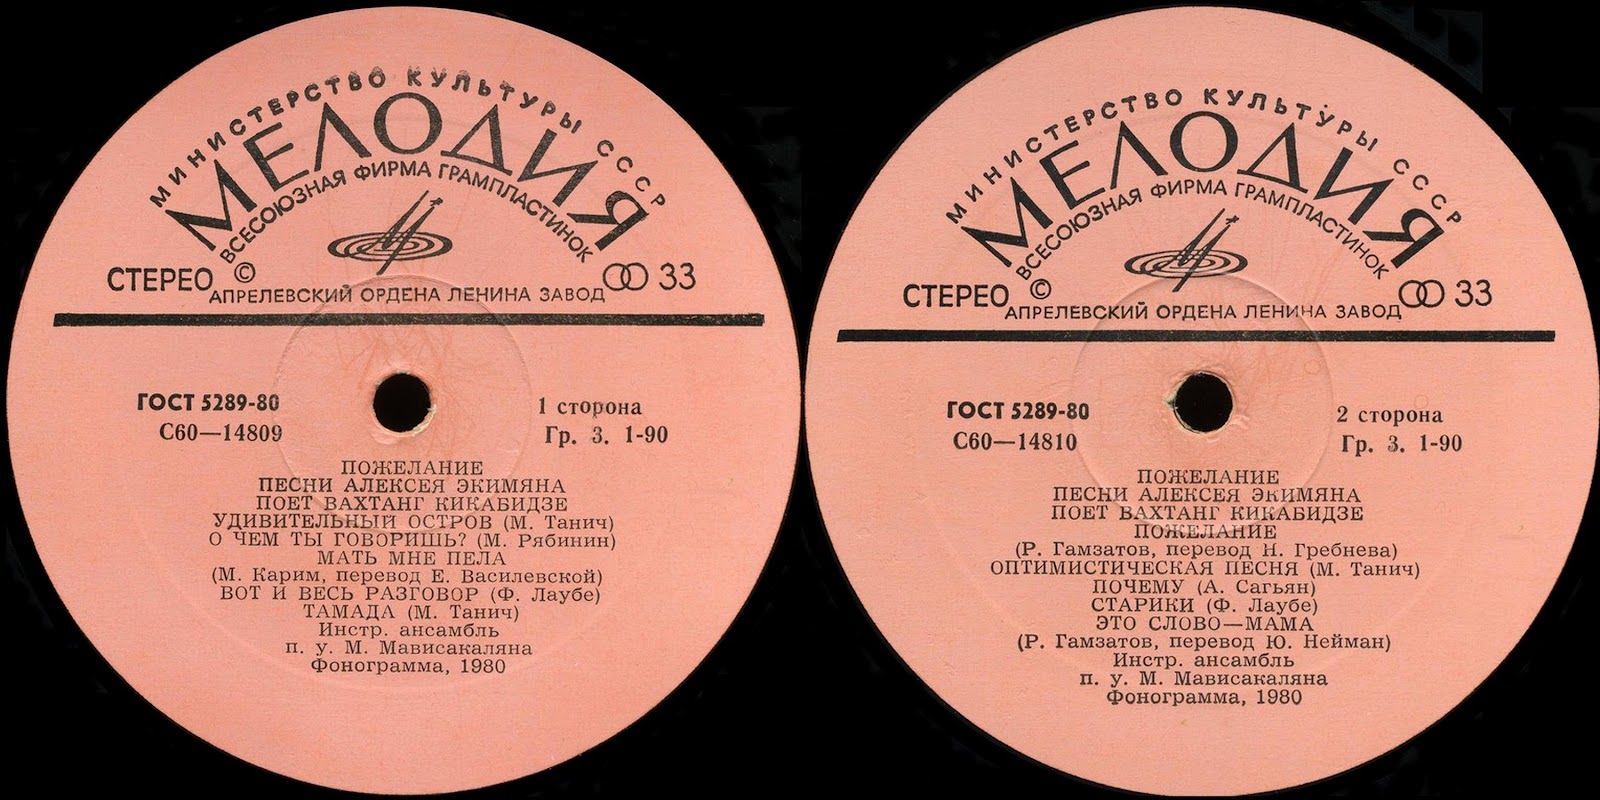 МИНИСТЕРСТВО КУЛЬТУРЫ СССР
МЕЛОДИЯ
ВСЕСОЮЗНАЯ ФИРМА ГРАМПЛАСТИНОК
СТЕРЕО © 33
АПРЕЛЕВСКИЙ ОРДЕНА ЛЕНИНА ЗАВОД
ГОСТ 5289-80 1 сторона
С60—14809 Гр. 3. 1-90
ПОЖЕЛАНИЕ
ПЕСНИ АЛЕКСЕЯ ЭКИМЯНА
ПОЕТ ВАХТАНГ КИКАБИДЗЕ
УДИВИТЕЛЬНЫЙ ОСТРОВ (М. Танич)
О ЧЕМ ТЫ ГОВОРИШЬ? (М. Рябинин)
МАТЬ МНЕ ПЕЛА
(М. Карим, перевод Е. Василевской)
ВОТ И ВЕСЬ РАЗГОВОР (Ф. Лаубе)
ТАМАДА (М. Танич)
Инстр. ансамбль
п. у. М. Мависакаляна
Фонограмма, 1980
МИНИСТЕРСТВО КУЛЬТУРЫ СССР
МЕЛОДИЯ
ВСЕСОЮЗНАЯ ФИРМА ГРАМПЛАСТИНОК
СТЕРЕО © 33
АПРЕЛЕВСКИЙ ОРДЕНА ЛЕНИНА ЗАВОД
ГОСТ 5289-80 2 сторона
С60—14810 Гр. 3. 1-90
ПОЖЕЛАНИЕ
ПЕСНИ АЛЕКСЕЯ ЭКИМЯНА
ПОЕТ ВАХТАНГ КИКАБИДЗЕ
ПОЖЕЛАНИЕ
(Р. Гамзатов, перевод Н. Гребнева)
ОПТИМИСТИЧЕСКАЯ ПЕСНЯ (М. Танич)
ПОЧЕМУ (А. Сагьян)
СТАРИКИ (Ф. Лаубе)
ЭТО СЛОВО—МАМА
(Р. Гамзатов, перевод Ю. Нейман)
Инстр. ансамбль
п. у. М. Мависакаляна
Фонограмма, 1980